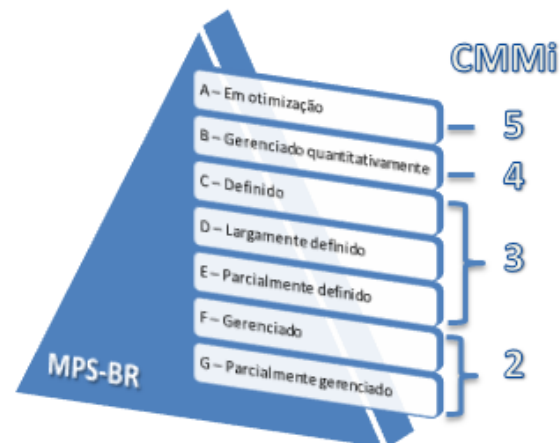 CMMi
A – Em otimização
5
B – Gerenciado quantitativamente
4
C – Definido
D – Largamente definido
3
E – Parcialmente definido
F – Gerenciado
2
G – Parcialmente gerenciado
MPS-BR